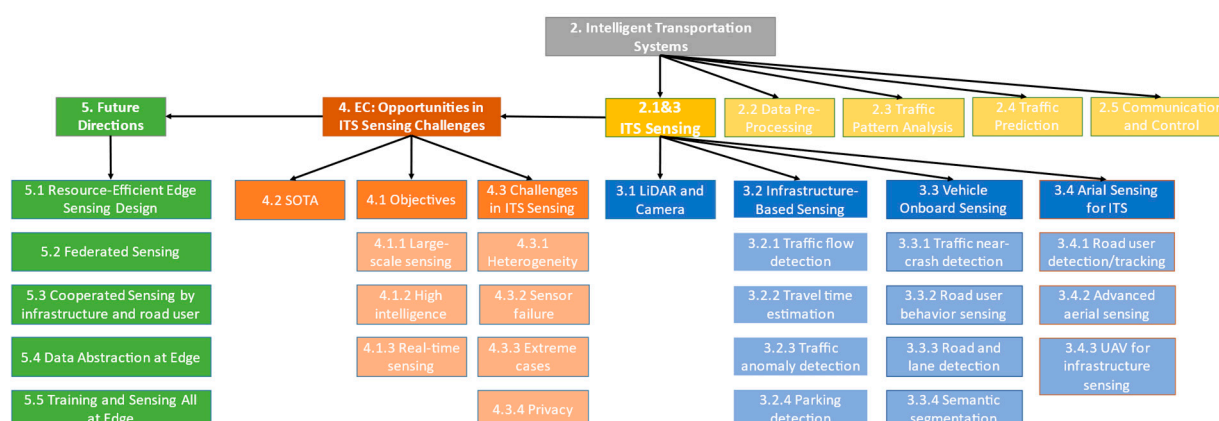 2. Intelligent Transportation
Systems
5. Future
Directions
4. EC: Opportunities in
ITS Sensing Challenges
2.1&3
ITS Sensing
2.2 Data Pre-
Processing
2.3 Traffic
Pattern Analysis
2.4 Traffic
Prediction
2.5 Communication
and Control
5.1 Resource-Efficient Edge
Sensing Design
4.2 SOTA
4.1 Objectives
4.3 Challenges
in ITS Sensing
3.1 LiDAR and
Camera
3.2 Infrastructure-
Based Sensing
3.3 Vehicle
Onboard Sensing
3.4 Arial Sensing
for ITS
5.2 Federated Sensing
4.1.1 Large-
scale sensing
4.3.1
Heterogeneity
3.2.1 Traffic flow
detection
3.3.1 Traffic near-
crash detection
3.4.1 Road user
detection/tracking
5.3 Cooperated Sensing by
infrastructure and road user
4.1.2 High
intelligence
4.3.2 Sensor
failure
3.2.2 Travel time
estimation
3.3.2 Road user
behavior sensing
3.4.2 Advanced
aerial sensing
5.4 Data Abstraction at Edge
4.1.3 Real-time
sensing
4.3.3 Extreme
cases
3.2.3 Traffic
anomaly detection
3.3.3 Road and
lane detection
3.4.3 UAV for
infrastructure
sensing
5.5 Training and Sensing All
at Edge
4.3.4 Privacy
3.2.4 Parking
detection
3.3.4 Semantic
segmentation